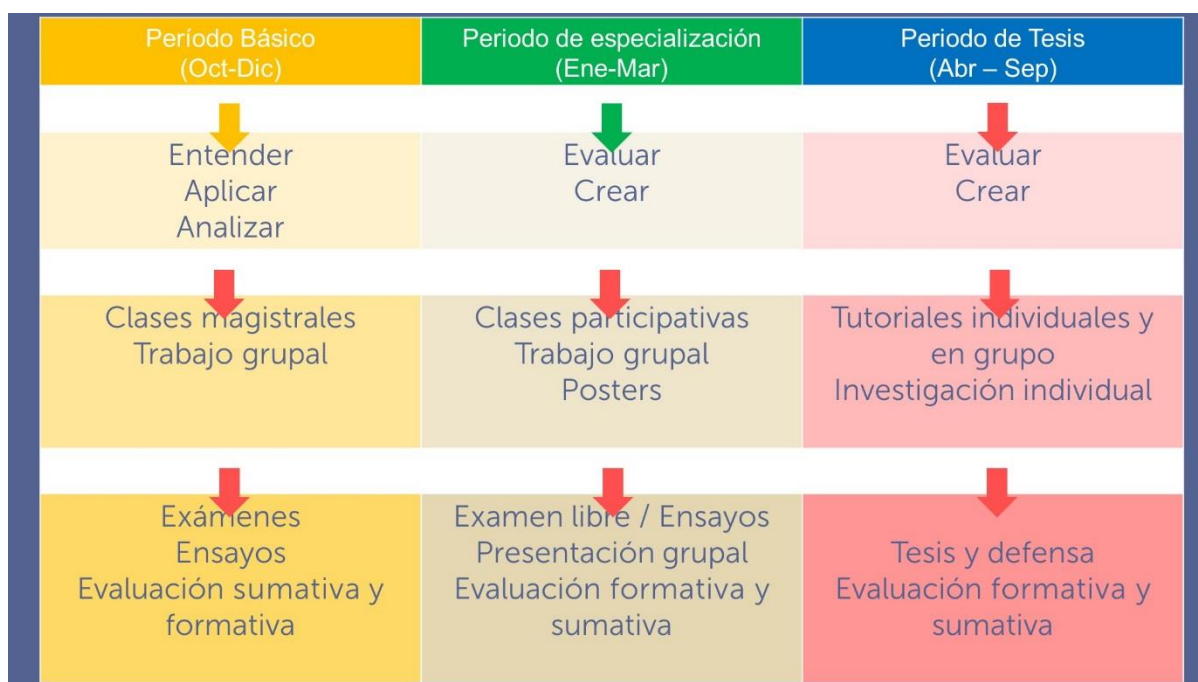 Período Básico
(Oct-Dic)
Periodo de especialización
(Ene-Mar)
Periodo de Tesis
(Abr – Sep)
Entender
Aplicar
Analizar
Evaluar
Crear
Evaluar
Crear
Clases magistrales
Trabajo grupal
Clases participativas
Trabajo grupal
Posters
Tutoriales individuales y
en grupo
Investigación individual
Exámenes
Ensayos
Evaluación sumativa y
formativa
Examen libre / Ensayos
Presentación grupal
Evaluación formativa y
sumativa
Tesis y defensa
Evaluación formativa y
sumativa